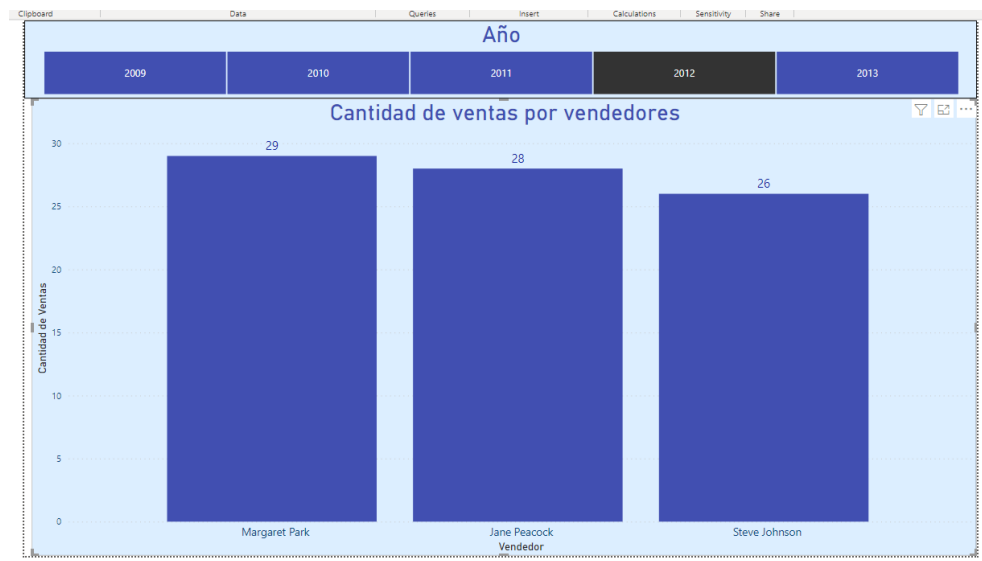 Clipboard Data Queries Insert Calculations Sensitivity Share
Año
2009 2010 2011 2012 2013
Cantidad de ventas por vendedores
30
29
28
26
25
20
15
10
5
0
Cantidad de Ventas
Margaret Park Jane Peacock Steve Johnson
Vendedor